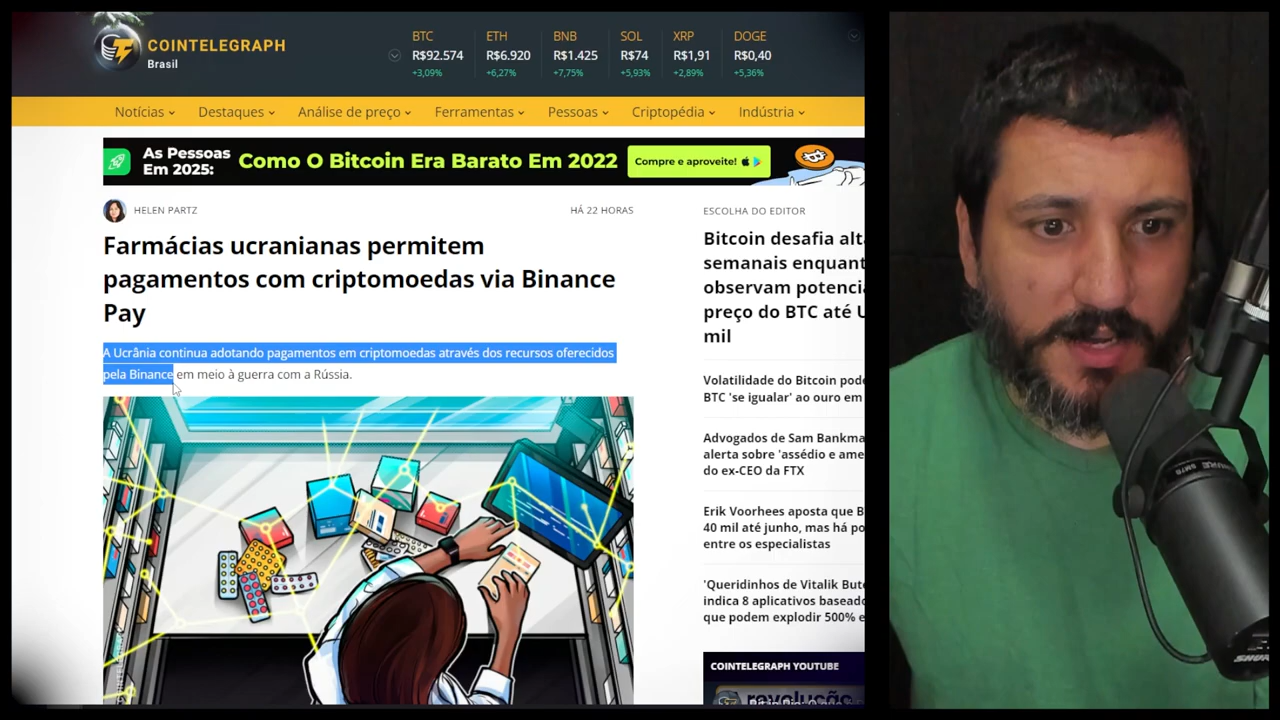 COINTELEGRAPH
Brasil
BTC ETH BNB SOL XRP DOGE
R$92.574 R$6.920 R$1.425 R$74 R$1,91 R$0,40
+3,09% +6,27% +7,75% +5,93% +2,89% +5,36%
Notícias Destaques Análise de preço Ferramentas Pessoas Criptopédia Indústria
As Pessoas
Em 2025:
Como O Bitcoin Era Barato Em 2022
Compre e aproveite!
HELEN PARTZ
HÁ 22 HORAS
Farmácias ucranianas permitem
pagamentos com criptomoedas via Binance
Pay
A Ucrânia continua adotando pagamentos em criptomoedas através dos recursos oferecidos
pela Binance em meio à guerra com a Rússia.
ESCOLHA DO EDITOR
Bitcoin desafia alt
semanais enquant
observam potencia
preço do BTC até U
mil
Volatilidade do Bitcoin pod
BTC 'se igualar' ao ouro em
Advogados de Sam Bankma
alerta sobre 'assédio e ame
do ex-CEO da FTX
Erik Voorhees aposta que B
40 mil até junho, mas há po
entre os especialistas
'Queridinhos de Vitalik Bute
indica 8 aplicativos basead
que podem explodir 500% e
COINTELEGRAPH YOUTUBE
revolução
SM7B
SHURE